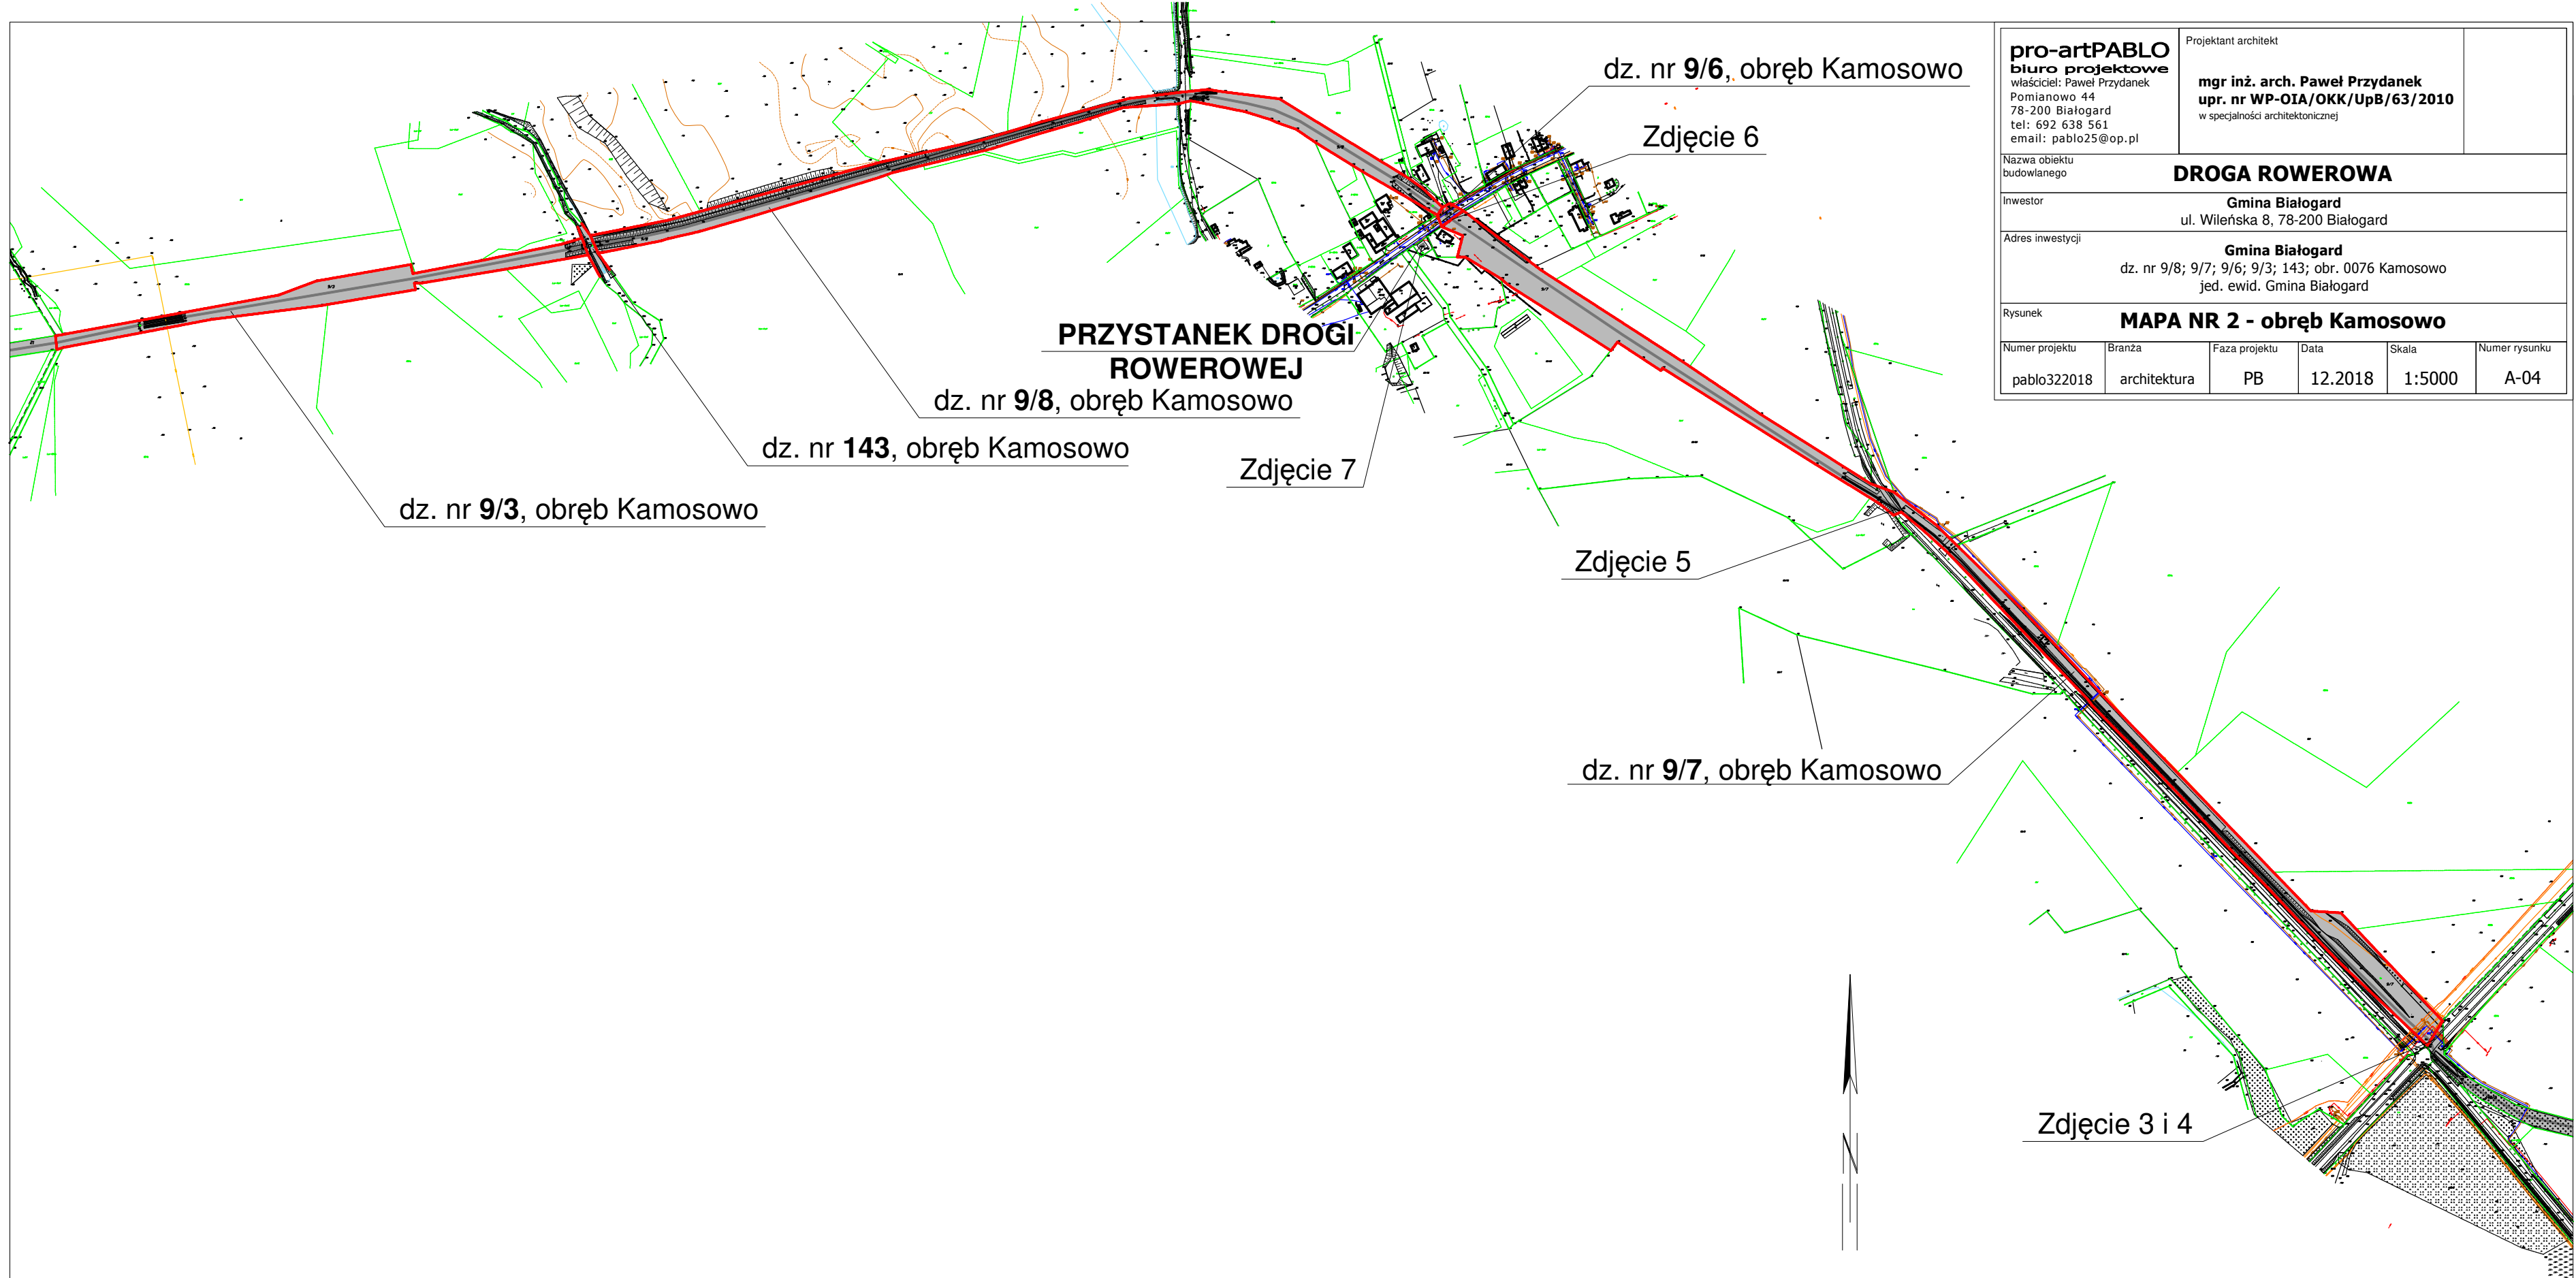 pro-artPABLO
biuro projektowe
właściciel: Paweł Przydanek
Pomianowo 44
78-200 Białogard
tel: 692 638 561
email: pablo25@op.pl
Projektant architekt
mgr inż. arch. Paweł Przydanek
upr. nr WP-OIA/OKK/UpB/63/2010
w specjalności architektonicznej
Nazwa obiektu
budowlanego
DROGA ROWEROWA
Inwestor
Gmina Białogard
ul. Wileńska 8, 78-200 Białogard
Adres inwestycji
Gmina Białogard
dz. nr 9/8; 9/7; 9/6; 9/3; 143; obr. 0076 Kamosowo
jed. ewid. Gmina Białogard
Rysunek
MAPA NR 2 - obręb Kamosowo
Numer projektu
pablo322018
Branża
architektura
Faza projektu
PB
Data
12.2018
Skala
1:5000
Numer rysunku
A-04
dz. nr 9/6, obręb Kamosowo
Zdjęcie 6
PRZYSTANEK DROGI
ROWEROWEJ
dz. nr 9/8, obręb Kamosowo
dz. nr 143, obręb Kamosowo
Zdjęcie 7
dz. nr 9/3, obręb Kamosowo
Zdjęcie 5
dz. nr 9/7, obręb Kamosowo
Zdjęcie 3 i 4
N